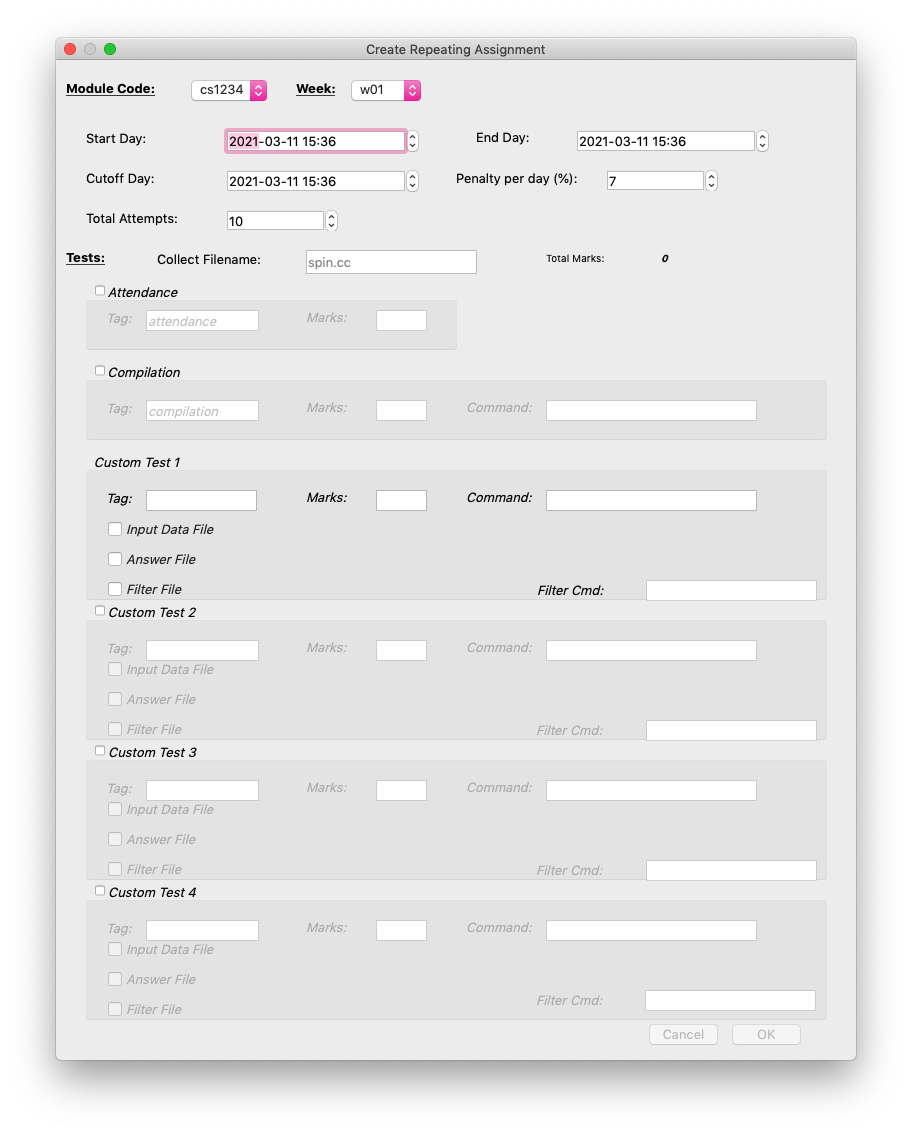 Create Repeating Assignment
Module Code: cs1234 Week: w01
Start Day: 2021-03-11 15:36 End Day: 2021-03-11 15:36
Cutoff Day: 2021-03-11 15:36 Penalty per day (%): 7
Total Attempts: 10
Tests: Collect Filename: spin.cc Total Marks: 0
Attendance
Tag: attendance Marks:
Compilation
Tag: compilation Marks: Command:
Custom Test 1
Tag: Marks: Command:
Input Data File
Answer File
Filter File Filter Cmd:
Custom Test 2
Tag: Marks: Command:
Input Data File
Answer File
Filter File Filter Cmd:
Custom Test 3
Tag: Marks: Command:
Input Data File
Answer File
Filter File Filter Cmd:
Custom Test 4
Tag: Marks: Command:
Input Data File
Answer File
Filter File Filter Cmd:
Cancel OK